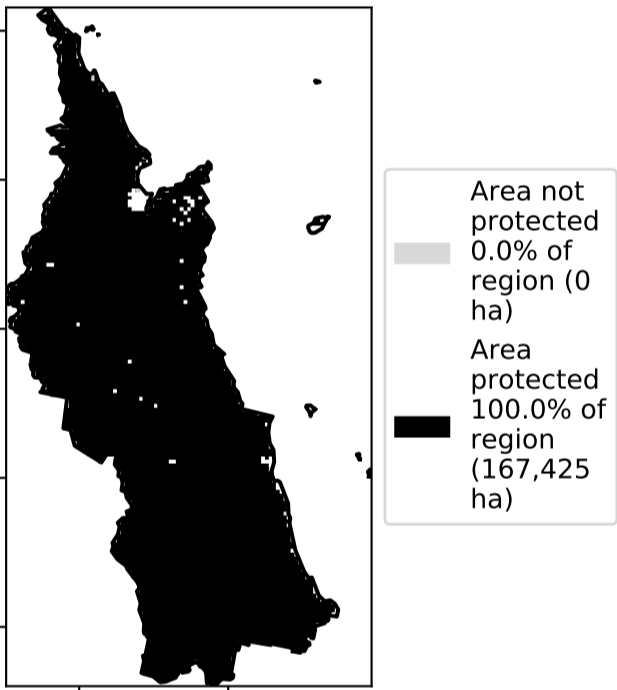 Area not
protected
0.0% of
region (0
ha)
Area
protected
100.0% of
region
(167,425
ha)